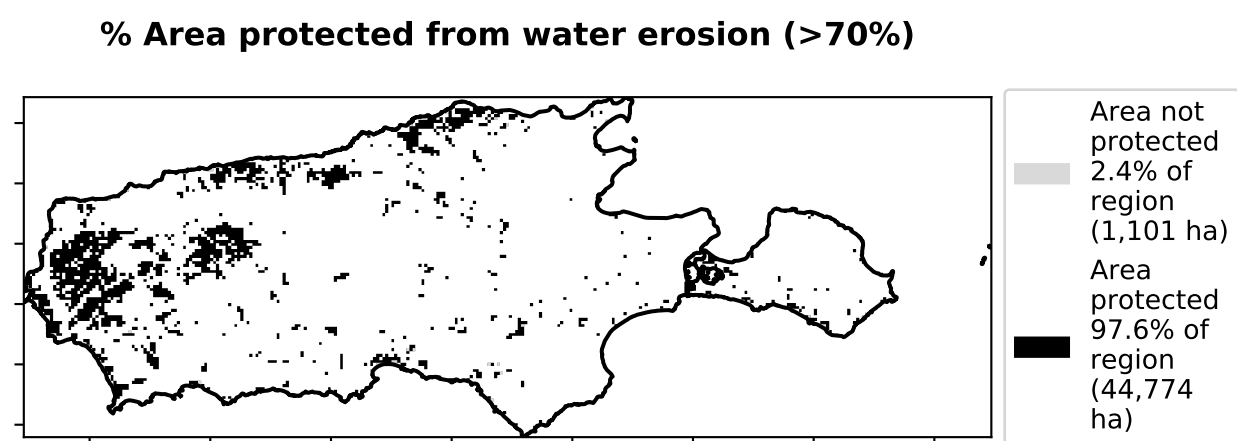 % Area protected from water erosion (>70%)
Area not
protected
2.4% of
region
(1,101 ha)
Area
protected
97.6% of
region
(44,774
ha)